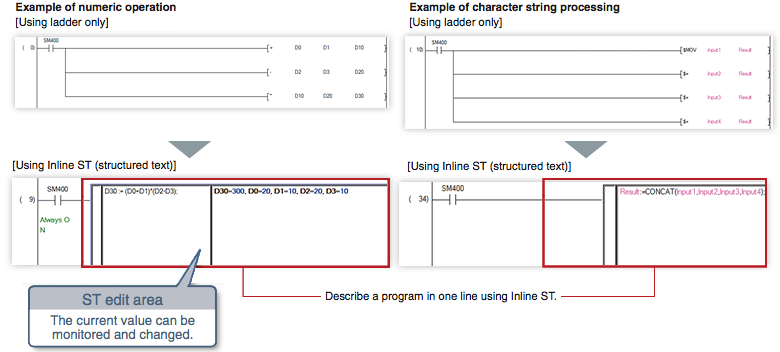 Example of numeric operation
[Using ladder only]
SM400
( 0)
[+ D0 D1 D10 ]
[- D2 D3 D20 ]
[* D10 D20 D30 ]
Example of character string processing
[Using ladder only]
SM400
( 10)
[$MOV Input1 Result ]
[$+ Input2 Result ]
[$+ Input3 Result ]
[$+ Input4 Result ]
[Using Inline ST (structured text)]
SM400
( 9)
Always O
N
D30:= (D0+D1)*(D2-D3);
D30=300, D0=20, D1=10, D2=20, D3=10
[Using Inline ST (structured text)]
SM400
( 34)
Result:=CONCAT(Input1,Input2,Input3,Input4);
ST edit area
The current value can be
monitored and changed.
Describe a program in one line using Inline ST.